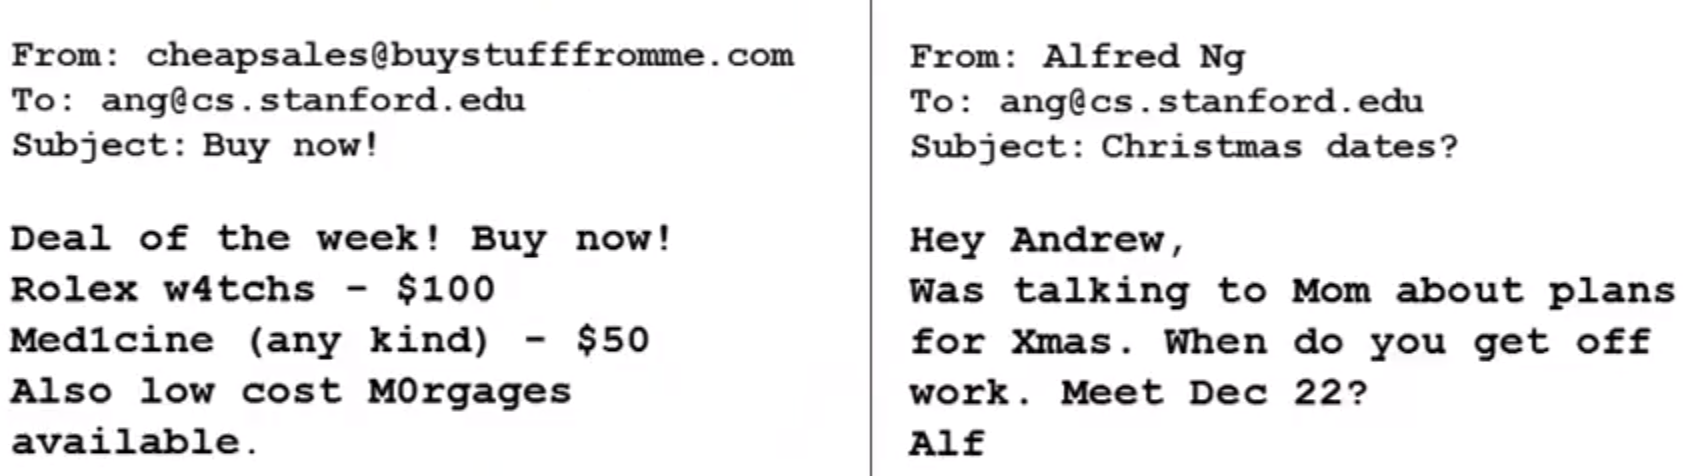 From: cheapsales@buystufffromme.com
To: ang@cs.stanford.edu
Subject: Buy now!
Deal of the week! Buy now!
Rolex w4tchs - $100
Med1cine (any kind) - $50
Also low cost M0rgages
available.
From: Alfred Ng
To: ang@cs.stanford.edu
Subject: Christmas dates?
Hey Andrew,
Was talking to Mom about plans
for Xmas. When do you get off
work. Meet Dec 22?
Alf